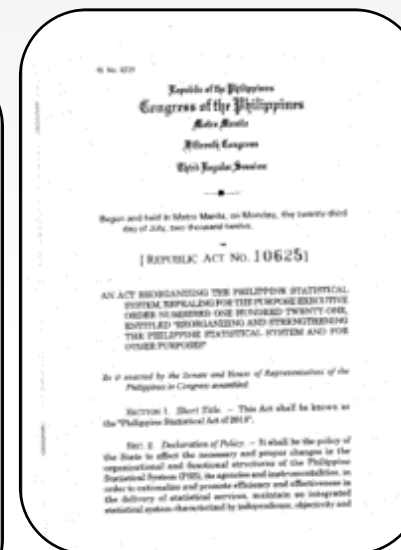 Republic of the Philippines
Congress of the Philippines
Metro Manila
Fifteenth Congress
Third Regular Session
Begun and held in Metro Manila, on Monday, the twenty-third
day of July, two thousand twelve.
[REPUBLIC ACT NO. 10625]
AN ACT REORGANIZING THE PHILIPPINE STATISTICAL
SYSTEM, REPEALING FOR THE PURPOSE EXECUTIVE
ORDER NUMBERED ONE HUNDRED TWENTY-ONE,
ENTITLED "REORGANIZING AND STRENGTHENING
THE PHILIPPINE STATISTICAL SYSTEM AND FOR
OTHER PURPOSES"
Be it enacted by the Senate and House of Representatives of the
Philippines in Congress assembled:
SECTION 1. Short Title. – This Act shall be known as
the "Philippine Statistical Act of 2013".
SEC. 2. Declaration of Policy. – It shall be the policy of
the State to effect the necessary and proper changes in the
organizational and functional structures of the Philippine
Statistical System (PSS), its agencies and instrumentalities, in
order to rationalize and promote efficiency and effectiveness in
the delivery of statistical services, maintain an integrated
statistical system characterized by independence, objectivity and